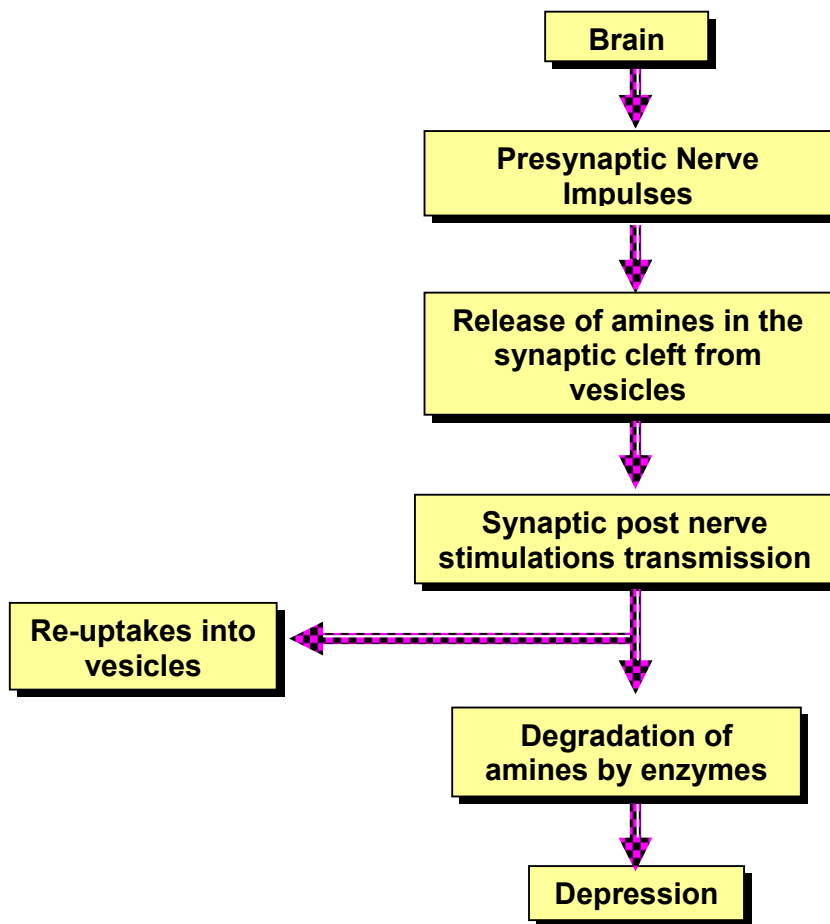 Brain
Presynaptic Nerve
Impulses
Release of amines in the
synaptic cleft from
vesicles
Synaptic post nerve
stimulations transmission
Re-uptakes into
vesicles
Degradation of
amines by enzymes
Depression